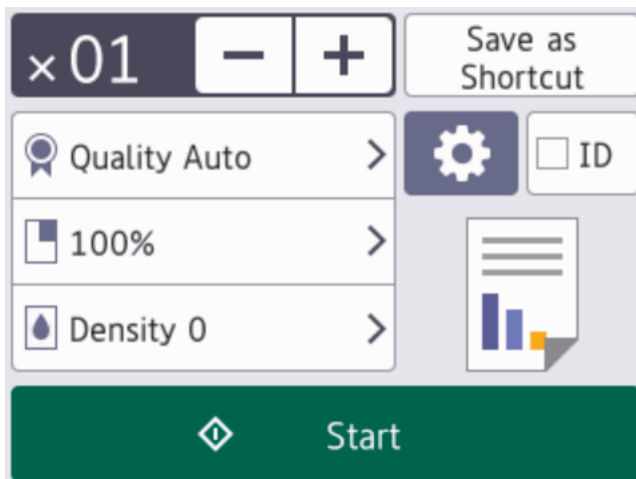 ×01
− +
Save as
Shortcut
Quality Auto
ID
100%
Density 0
Start